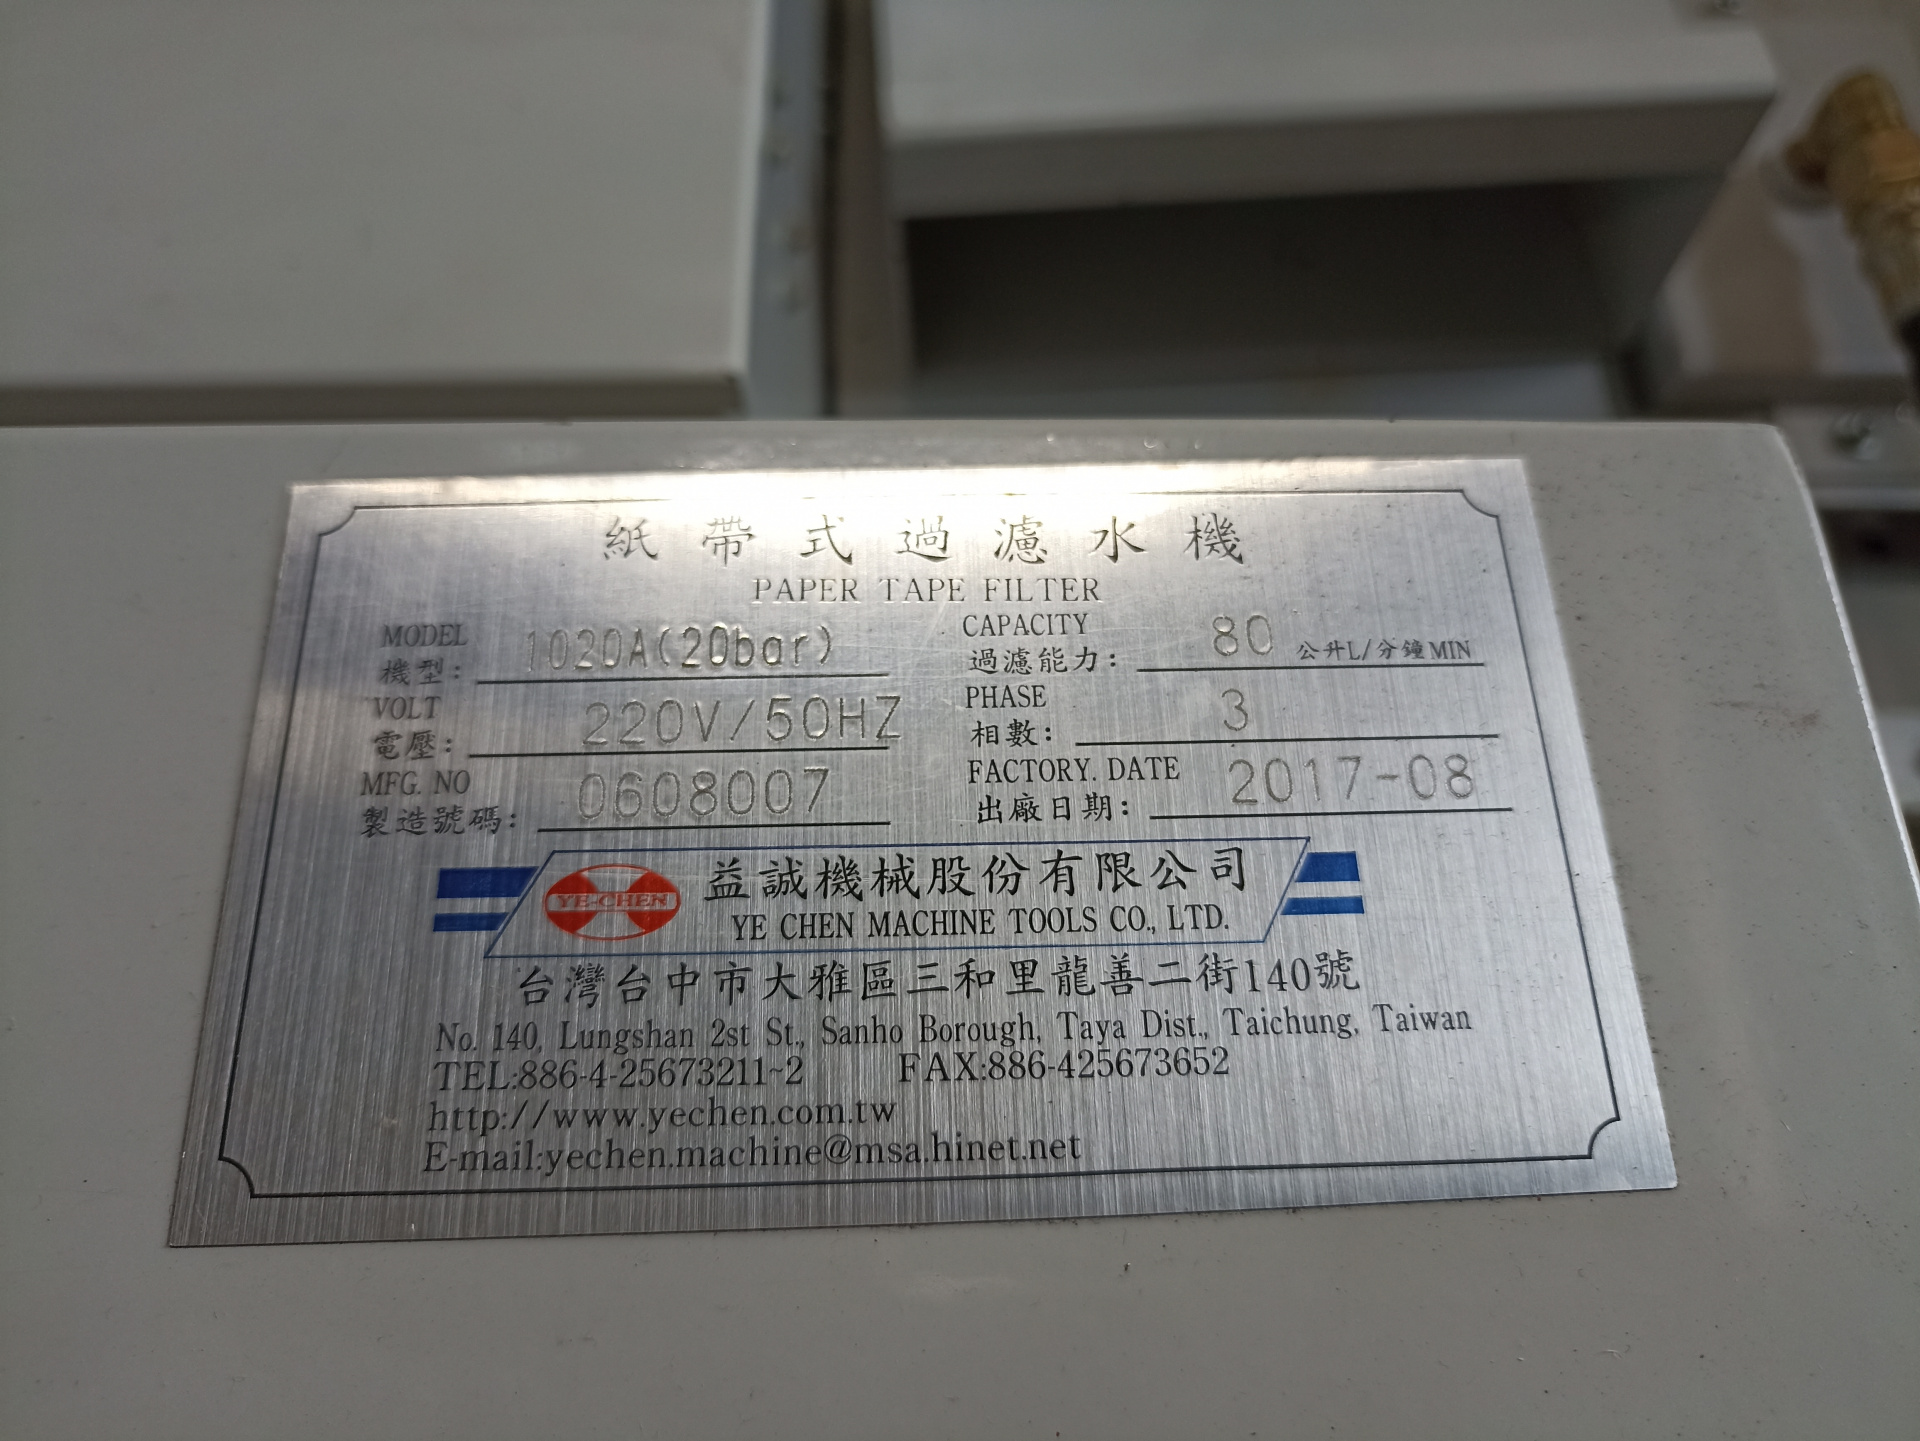 紙帶式過濾水機
PAPER TAPE FILTER
MODEL
機型: 1020A(20bar)
CAPACITY
過濾能力: 80 公升L/分鐘MIN
VOLT
電壓: 220V/50HZ
PHASE
相數: 3
MFG. NO
製造號碼: 0608007
FACTORY. DATE
出廠日期: 2017-08
YE-CHEN
益誠機械股份有限公司
YE CHEN MACHINE TOOLS CO., LTD.
台灣台中市大雅區三和里龍善二街140號
No. 140, Lungshan 2st St., Sanho Borough, Taya Dist., Taichung, Taiwan
TEL:886-4-25673211~2 FAX:886-425673652
http://www.yechen.com.tw
E-mail:yechen.machine@msa.hinet.net